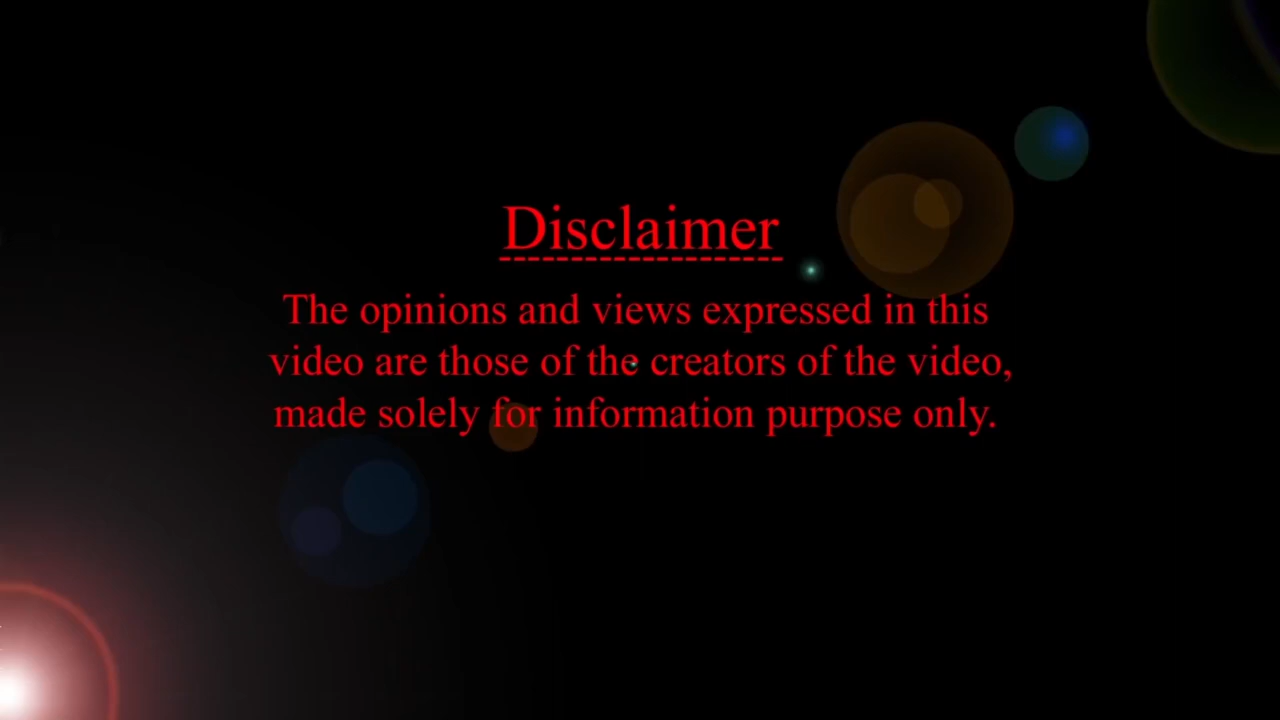 Disclaimer
The opinions and views expressed in this
video are those of the creators of the video,
made solely for information purpose only.